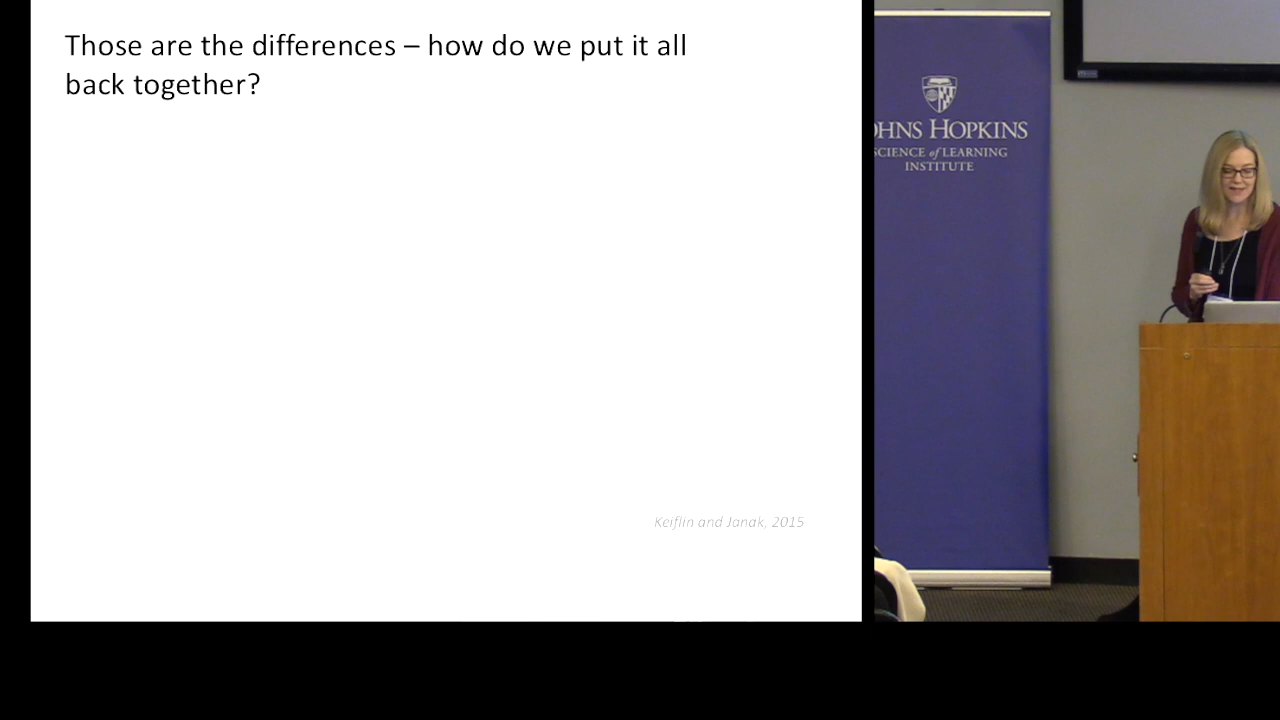 Those are the differences – how do we put it all
back together?
Keiflin and Janak, 2015
OHNS HOPKINS
SCIENCE of LEARNING
INSTITUTE